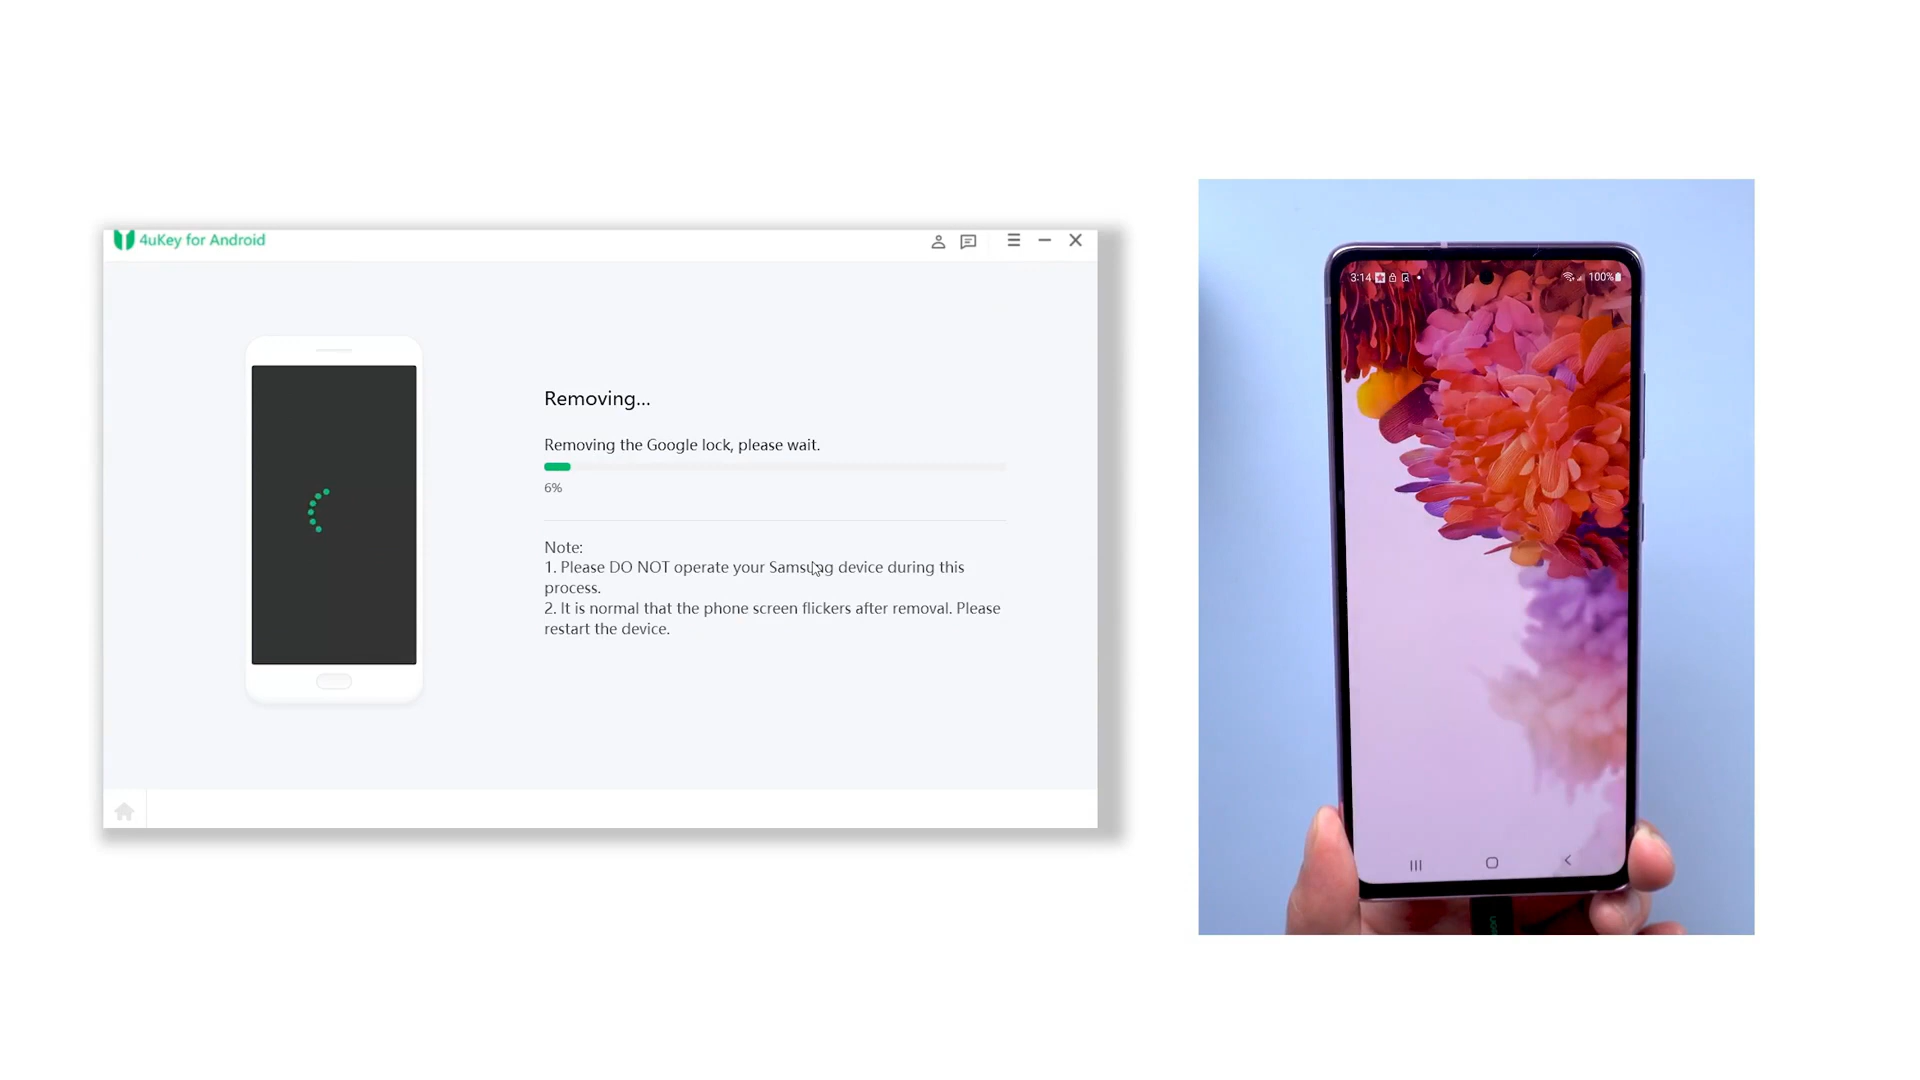 4uKey for Android
Removing...
Removing the Google lock, please wait.
6%
Note:
1. Please DO NOT operate your Samsung device during this
process.
2. It is normal that the phone screen flickers after removal. Please
restart the device.
3:14
100%